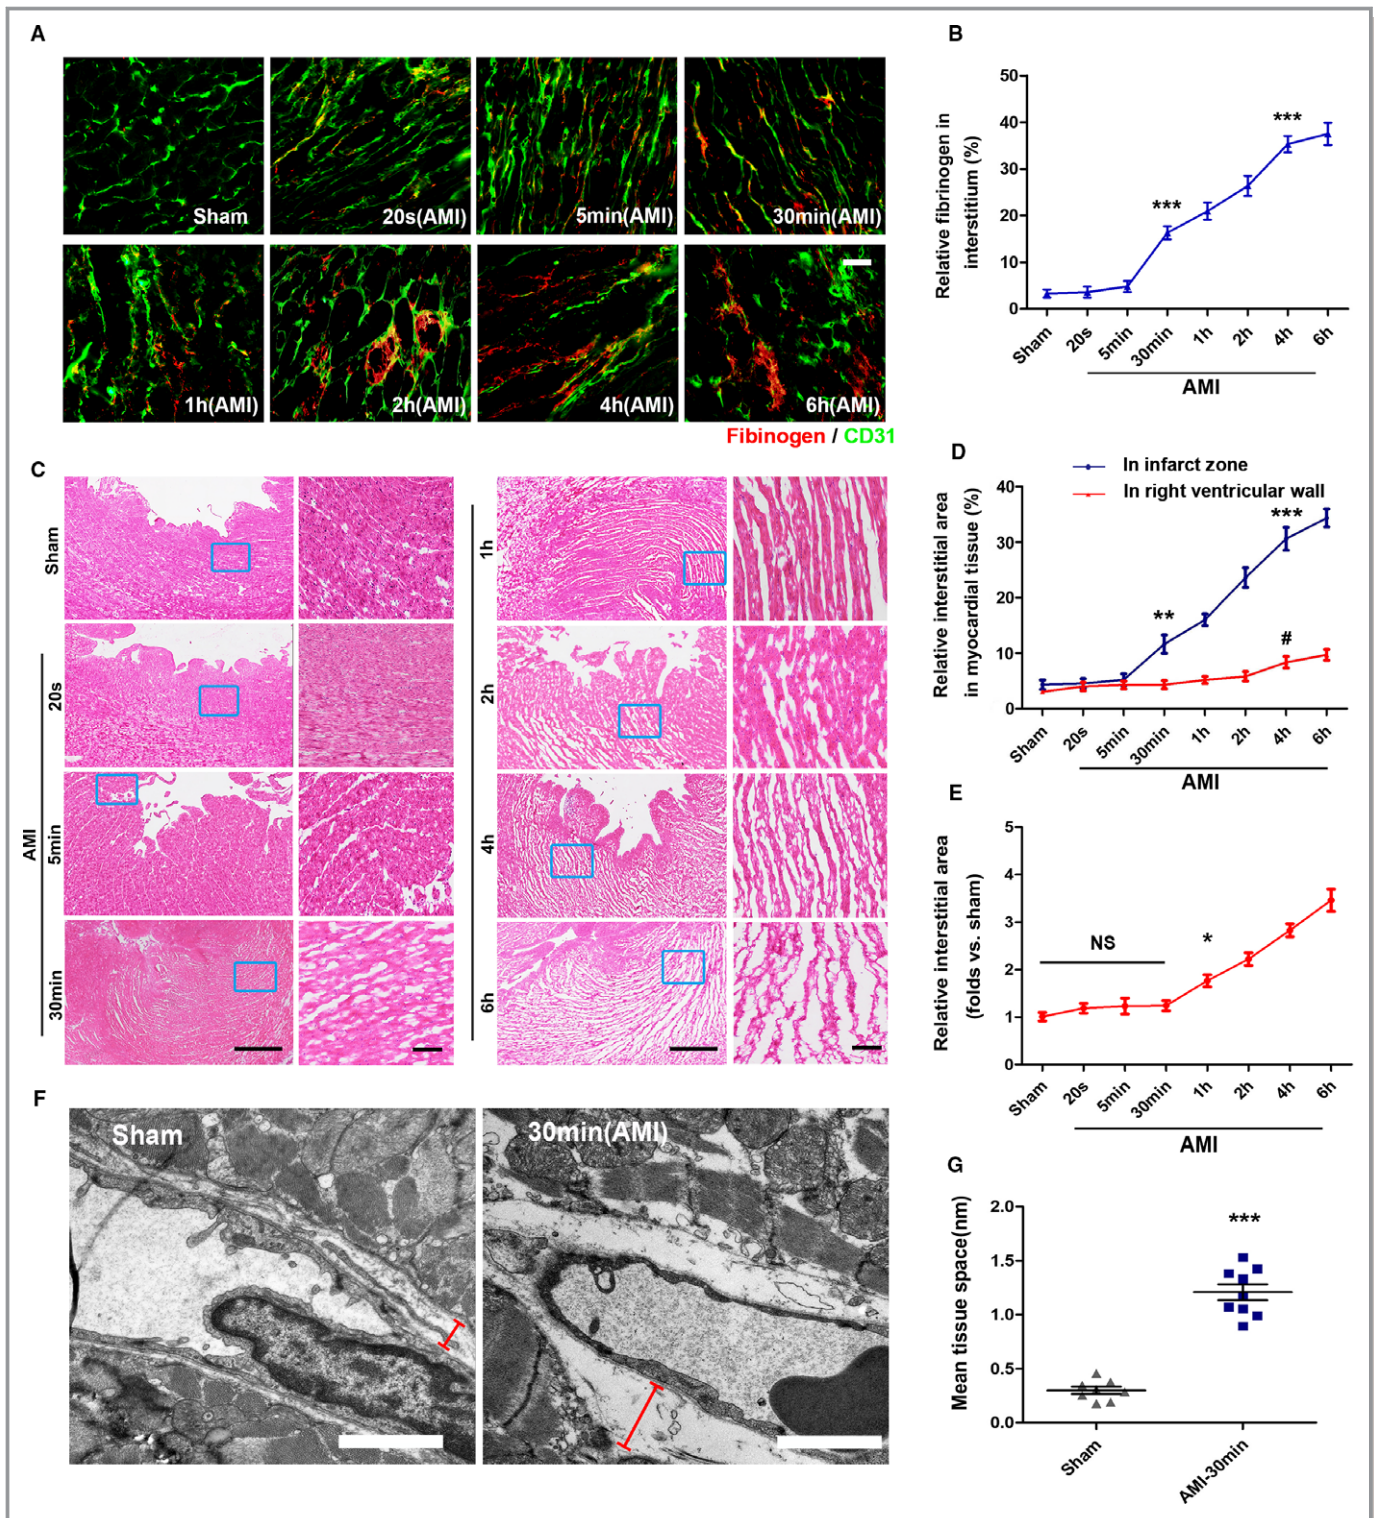 A
Sham
20s(AMI)
5min(AMI)
30min(AMI)
1h(AMI)
2h(AMI)
4h(AMI)
6h(AMI)
Fibinogen / CD31
B
Relative fibrinogen in
interstitium (%)
50
40
30
20
10
0
***
***
Sham
20s
5min
30min
1h
2h
4h
6h
AMI
C
Sham
20s
5min
30min
AMI
1h
2h
4h
6h
D
In infarct zone
In right ventricular wall
Relative interstial area
in myocardial tissue (%)
40
30
20
10
0
**
***
#
Sham
20s
5min
30min
1h
2h
4h
6h
AMI
E
Relative interstitial area
(folds vs. sham)
5
4
3
2
1
0
NS
*
Sham
20s
5min
30min
1h
2h
4h
6h
AMI
F
Sham
30min(AMI)
G
Mean tissue space(nm)
2.0
1.5
1.0
0.5
0.0
***
Sham
AMI-30min